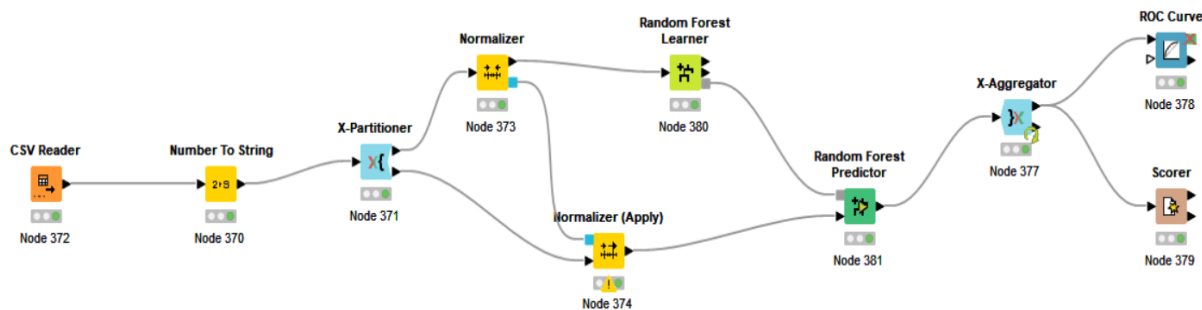 CSV Reader
Node 372
Number To String
2▸S
Node 370
X-Partitioner
X{
Node 371
Normalizer
Node 373
Normalizer (Apply)
Node 374
Random Forest
Learner
Node 380
Random Forest
Predictor
Node 381
X-Aggregator
}X
Node 377
ROC Curve
Node 378
Scorer
Node 379